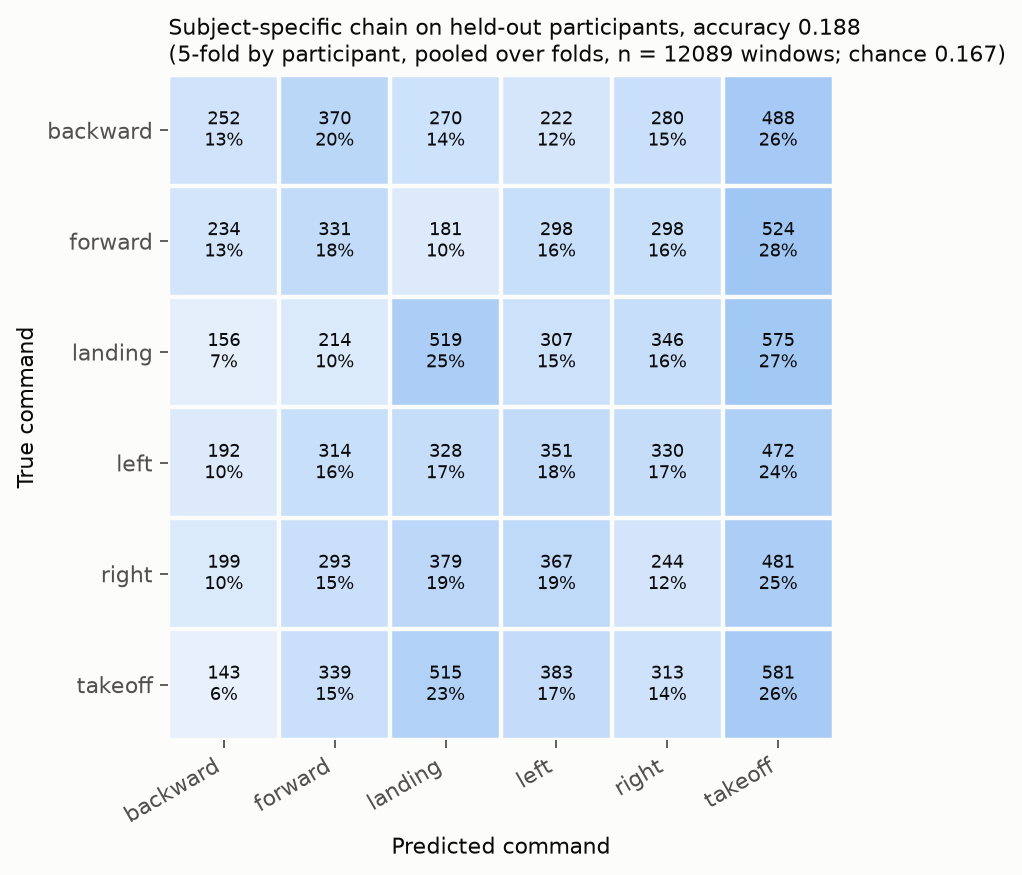 Subject-specific chain on held-out participants, accuracy 0.188
(5-fold by participant, pooled over folds, n = 12089 windows; chance 0.167)
True command
backward
252 370 270 222 280 488
13% 20% 14% 12% 15% 26%
forward
234 331 181 298 298 524
13% 18% 10% 16% 16% 28%
landing
156 214 519 307 346 575
7% 10% 25% 15% 16% 27%
left
192 314 328 351 330 472
10% 16% 17% 18% 17% 24%
right
199 293 379 367 244 481
10% 15% 19% 19% 12% 25%
takeoff
143 339 515 383 313 581
6% 15% 23% 17% 14% 26%
backward forward landing left right takeoff
Predicted command